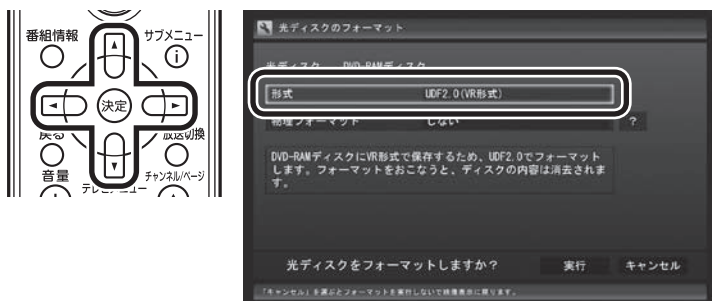 番組情報
サブメニュー
決定
戻る
放送切換
音量
チャンネル/ページ
光ディスクのフォーマット
光ディスク DVD-RAMディスク
形式 UDF2.0(VR形式)
物理フォーマット しない ?
DVD-RAMディスクにVR形式で保存するため、UDF2.0でフォーマット
します。フォーマットをおこなうと、ディスクの内容は消去されま
す。
光ディスクをフォーマットしますか? 実行 キャンセル
「キャンセル」を選ぶとフォーマットを実行しないで映像表示に戻ります。